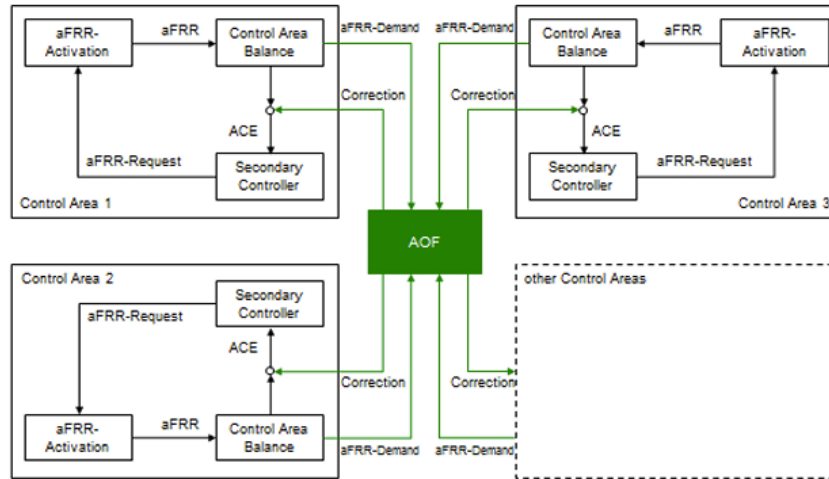 aFRR-
Activation
aFRR
Control Area
Balance
aFRR-Demand
Correction
ACE
aFRR-Request
Secondary
Controller
Control Area 1
aFRR-Demand
Control Area
Balance
aFRR
aFRR-
Activation
Correction
ACE
aFRR-Request
Secondary
Controller
Control Area 3
AOF
Control Area 2
Secondary
Controller
aFRR-Request
ACE
Correction
aFRR-
Activation
aFRR
Control Area
Balance
aFRR-Demand
other Control Areas
Correction
aFRR-Demand